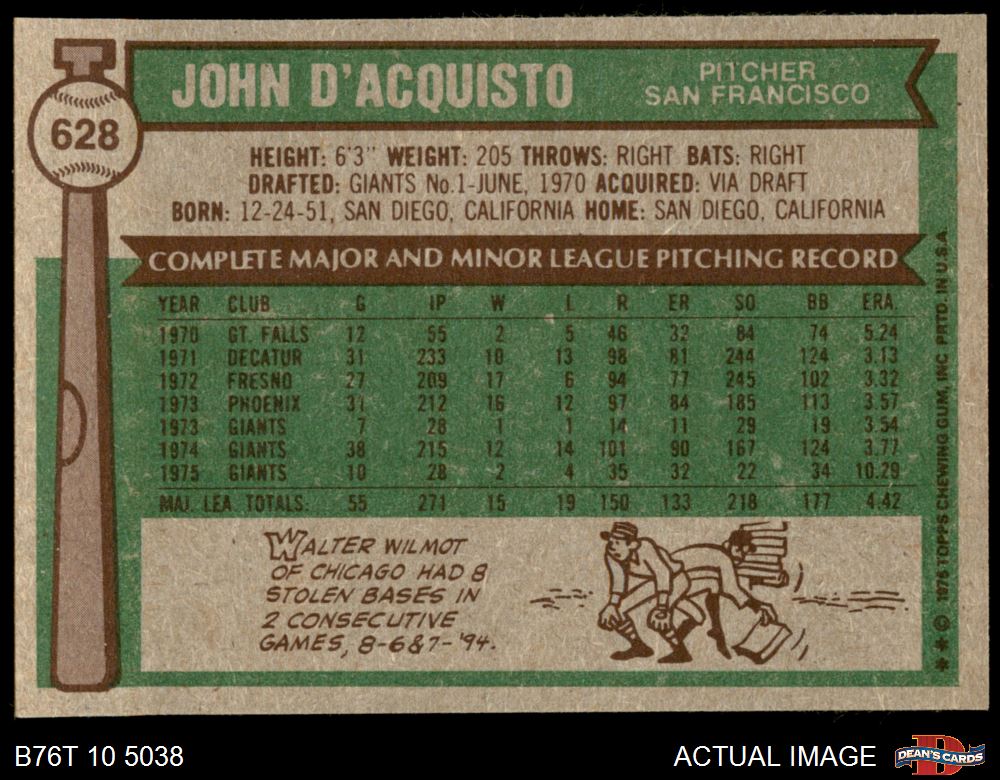 628
JOHN D'ACQUISTO
PITCHER
SAN FRANCISCO
HEIGHT: 6'3" WEIGHT: 205 THROWS: RIGHT BATS: RIGHT
DRAFTED: GIANTS No.1-JUNE, 1970 ACQUIRED: VIA DRAFT
BORN: 12-24-51, SAN DIEGO, CALIFORNIA HOME: SAN DIEGO, CALIFORNIA
COMPLETE MAJOR AND MINOR LEAGUE PITCHING RECORD
YEAR CLUB G IP W L R ER SO BB ERA
1970 GT. FALLS 12 55 2 5 46 32 84 74 5.24
1971 DECATUR 31 233 10 13 98 81 244 124 3.13
1972 FRESNO 27 209 17 6 94 77 245 102 3.32
1973 PHOENIX 31 212 16 12 97 84 185 113 3.57
1973 GIANTS 7 28 1 1 14 11 29 19 3.54
1974 GIANTS 38 215 12 14 101 90 167 124 3.77
1975 GIANTS 10 28 2 4 35 32 22 34 10.29
MAJ. LEA. TOTALS: 55 271 15 19 150 133 218 177 4.42
WALTER WILMOT
OF CHICAGO HAD 8
STOLEN BASES IN
2 CONSECUTIVE
GAMES, 8-6&7-'94.
* * © 1976 TOPPS CHEWING GUM, INC. PRTD. IN U.S.A.
B76T 10 5038
ACTUAL IMAGE
D
DEAN'S CARDS